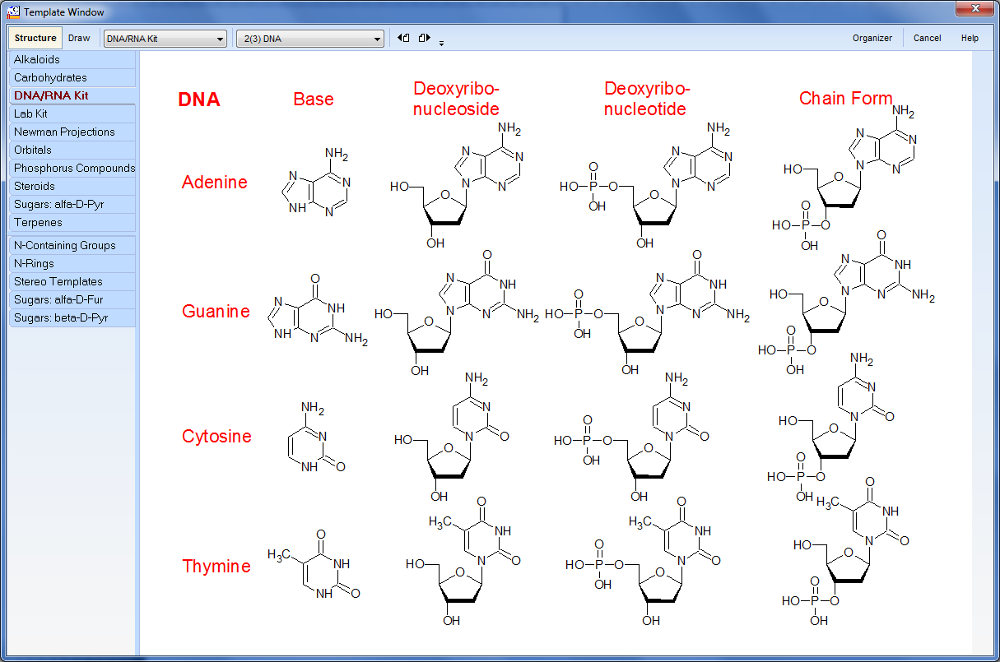 Template Window
Structure Draw DNA/RNA Kit 2(3) DNA Organizer Cancel Help
Alkaloids
Carbohydrates
DNA/RNA Kit
Lab Kit
Newman Projections
Orbitals
Phosphorus Compounds
Steroids
Sugars: alfa-D-Pyr
Terpenes
N-Containing Groups
N-Rings
Stereo Templates
Sugars: alfa-D-Fur
Sugars: beta-D-Pyr
DNA
Base
Deoxyribo-
nucleoside
Deoxyribo-
nucleotide
Chain Form
Adenine
NH2
N
N
NH
N
NH2
N
N
N
N
HO
O
OH
NH2
N
N
N
N
O
HO
P
O
OH
O
OH
NH2
N
N
N
N
HO
O
O
HO
P
O
OH
Guanine
O
N
NH
NH
N
NH2
O
N
NH
N
N
NH2
HO
O
OH
O
N
NH
N
N
NH2
O
HO
P
O
OH
O
OH
O
N
NH
N
N
NH2
HO
O
O
HO
P
O
OH
Cytosine
NH2
N
NH
O
NH2
N
N
O
HO
O
OH
NH2
N
N
O
O
HO
P
O
OH
O
OH
NH2
N
N
O
HO
O
O
HO
P
O
OH
Thymine
O
H3C
NH
NH
O
O
H3C
NH
N
O
HO
O
OH
O
H3C
NH
N
O
O
HO
P
O
OH
O
OH
O
H3C
NH
N
O
HO
O
O
HO
P
O
OH